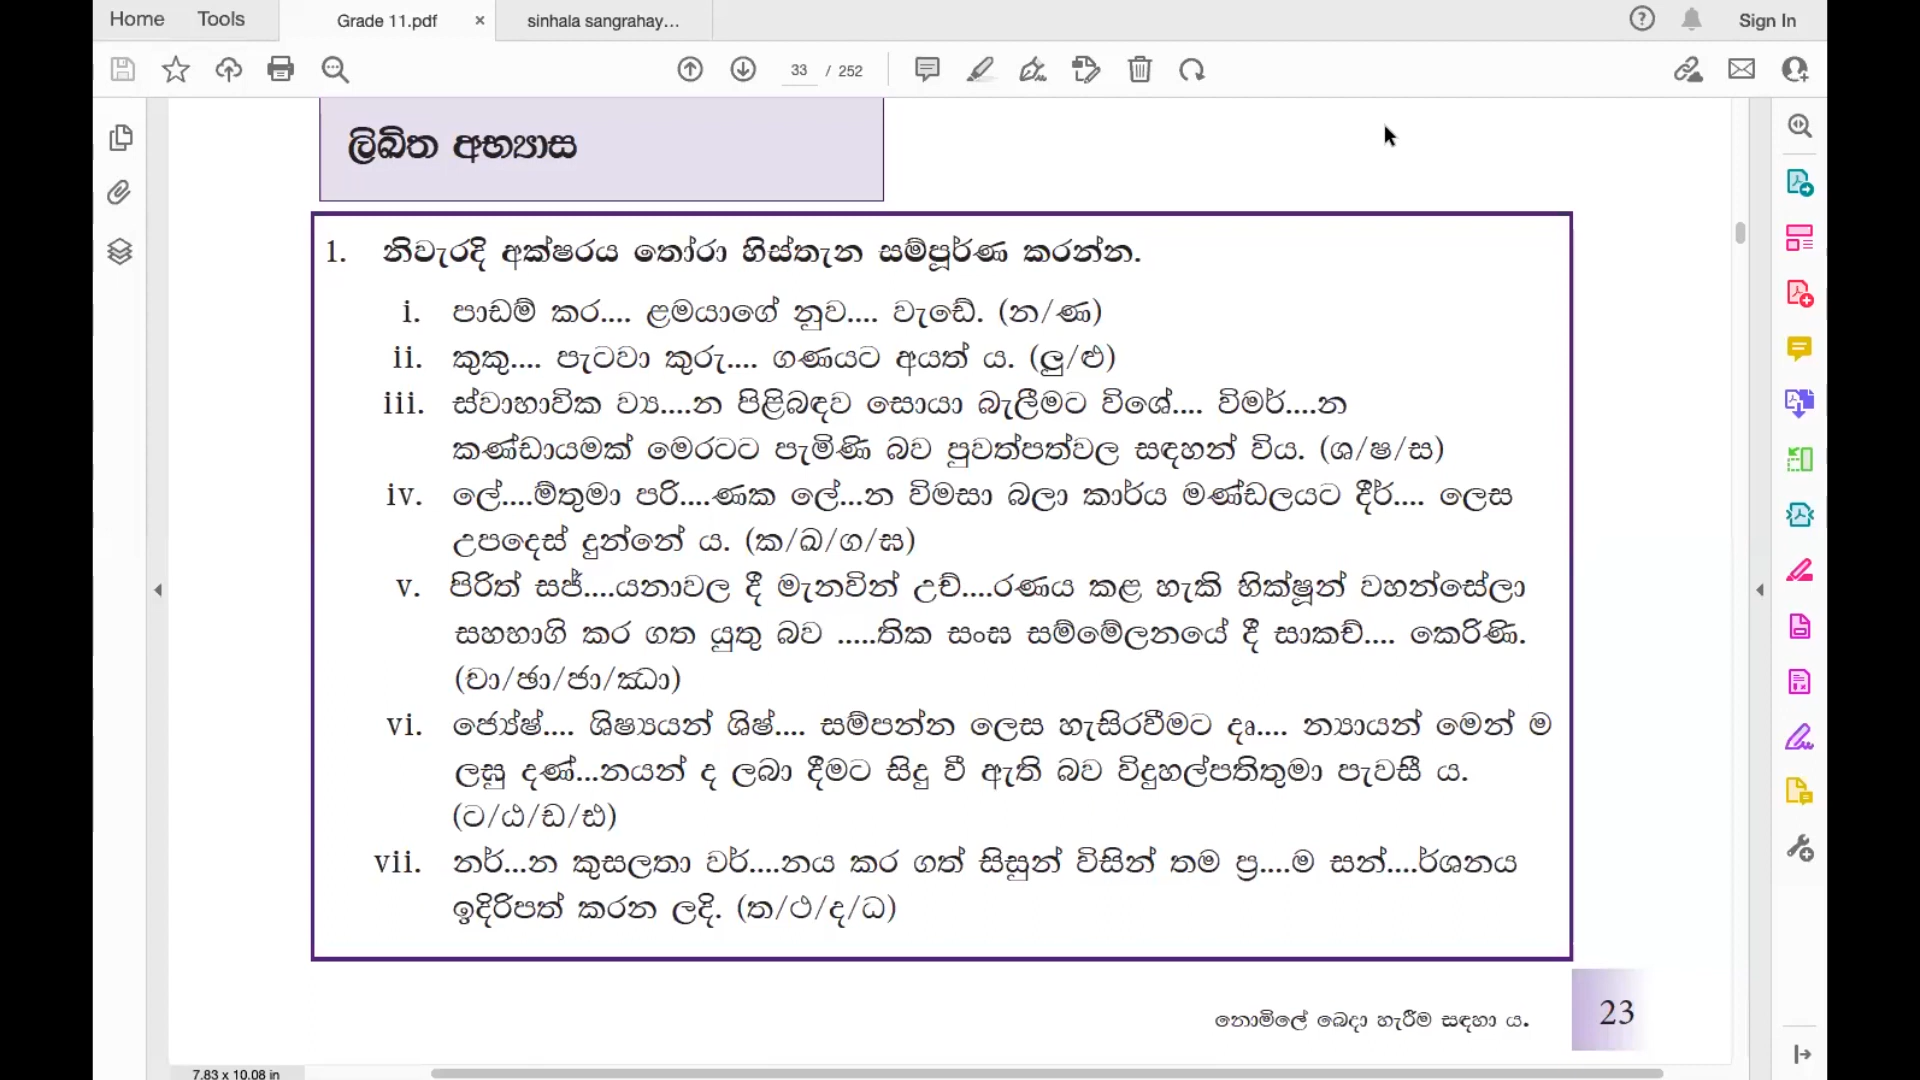 Home Tools Grade 11.pdf × sinhala sangrahay... Sign In
33 / 252
ලිඛිත අභ්‍යාස
1. නිවැරදි අක්ෂරය තෝරා හිස්තැන සම්පූර්ණ කරන්න.
i. පාඩම් කර.... ළමයාගේ නුව.... වැඩේ. (න/ණ)
ii. කුකු.... පැටවා කුරු.... ගණයට අයත් ය. (ලු/ළු)
iii. ස්වාභාවික ව්‍ය....න පිළිබඳව සොයා බැලීමට විශේ.... විමර්....න
කණ්ඩායමක් මෙරටට පැමිණි බව පුවත්පත්වල සඳහන් විය. (ශ/ෂ/ස)
iv. ලේ....ම්තුමා පරි....ණක ලේ...න විමසා බලා කාර්ය මණ්ඩලයට දීර්.... ලෙස
උපදෙස් දුන්නේ ය. (ක/ඛ/ග/ඝ)
v. පිරිත් සජ්....යනාවල දී මැනවින් උච්....රණය කළ හැකි භික්ෂූන් වහන්සේලා
සහභාගි කර ගත යුතු බව .....තික සංඝ සම්මේලනයේ දී සාකච්.... කෙරිණි.
(චා/ඡා/ජා/ඣා)
vi. ජ්‍යේෂ්.... ශිෂ්‍යයන් ශිෂ්.... සම්පන්න ලෙස හැසිරවීමට දෘ.... න්‍යායන් මෙන් ම
ලඝු දණ්...නයන් ද ලබා දීමට සිදු වී ඇති බව විදුහල්පතිතුමා පැවසී ය.
(ට/ඨ/ඩ/ඪ)
vii. නර්...න කුසලතා වර්....නය කර ගත් සිසුන් විසින් තම ප්‍ර....ම සන්....ර්ශනය
ඉදිරිපත් කරන ලදි. (ත/ථ/ද/ධ)
නොමිලේ බෙදා හැරීම සඳහා ය. 23
7.83 x 10.08 in